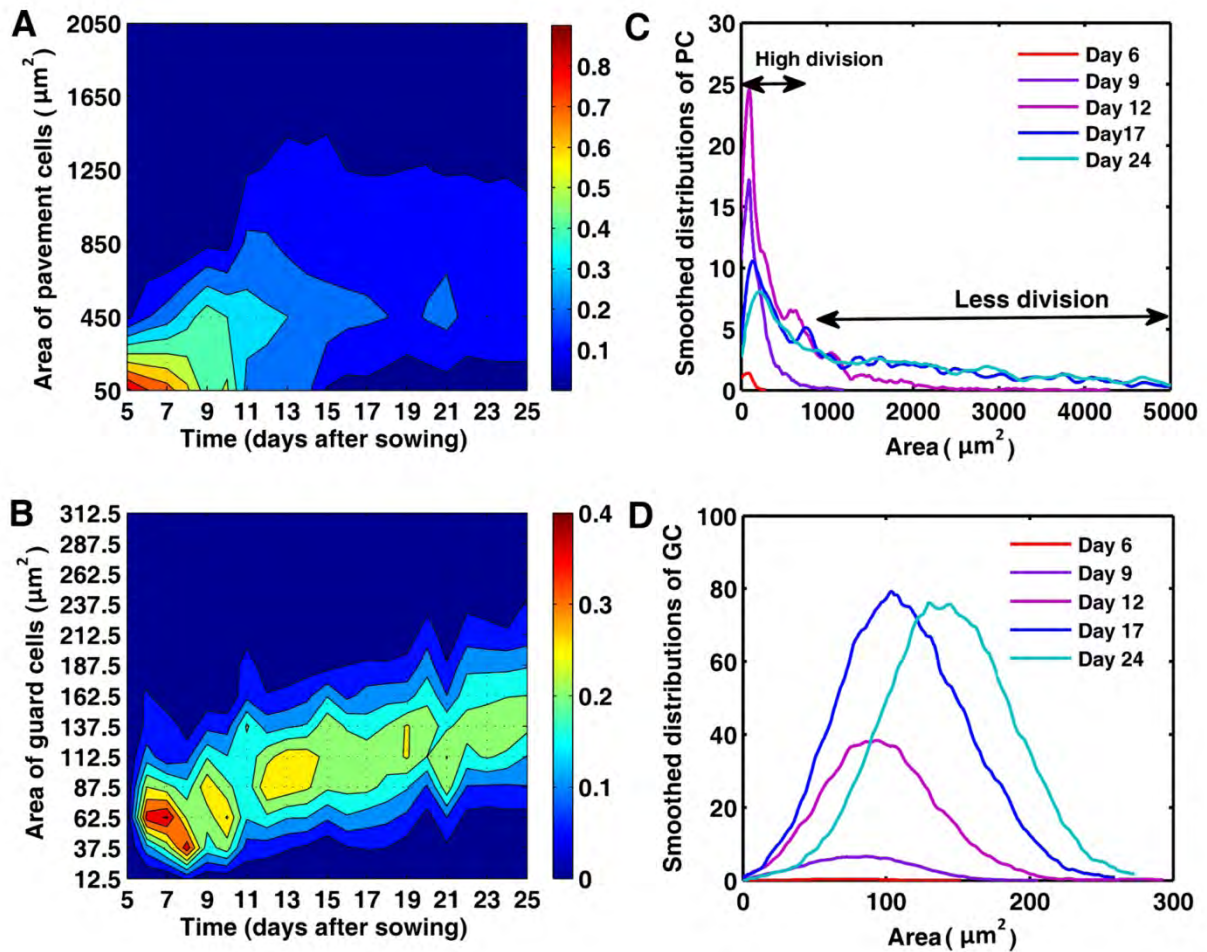 A
Area of pavement cells (µm²)
2050
1650
1250
850
450
50
5 7 9 11 13 15 17 19 21 23 25
Time (days after sowing)
0.8
0.7
0.6
0.5
0.4
0.3
0.2
0.1
C
Smoothed distributions of PC
30
25
20
15
10
5
0
High division
Less division
Day 6
Day 9
Day 12
Day17
Day 24
0 1000 2000 3000 4000 5000
Area ( µm²)
B
Area of guard cells (µm²)
312.5
287.5
262.5
237.5
212.5
187.5
162.5
137.5
112.5
87.5
62.5
37.5
12.5
5 7 9 11 13 15 17 19 21 23 25
Time (days after sowing)
0.4
0.3
0.2
0.1
0
D
Smoothed distributions of GC
100
80
60
40
20
0
Day 6
Day 9
Day 12
Day 17
Day 24
0 100 200 300
Area ( µm²)